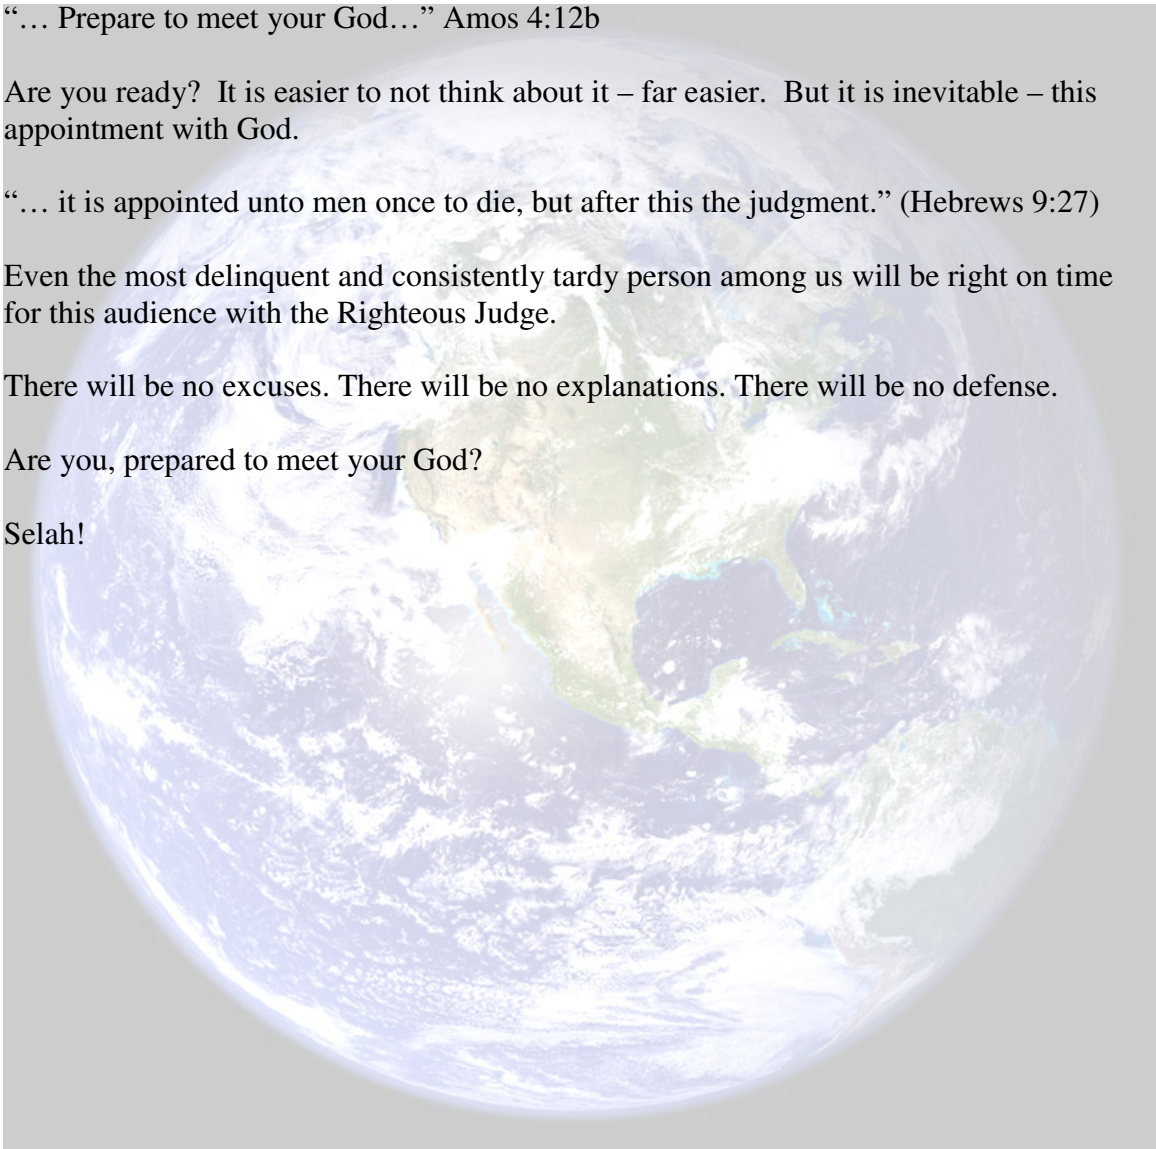 “… Prepare to meet your God…” Amos 4:12b
Are you ready?  It is easier to not think about it – far easier.  But it is inevitable – this
appointment with God.
“… it is appointed unto men once to die, but after this the judgment.” (Hebrews 9:27)
Even the most delinquent and consistently tardy person among us will be right on time
for this audience with the Righteous Judge.
There will be no excuses. There will be no explanations. There will be no defense.
Are you, prepared to meet your God?
Selah!